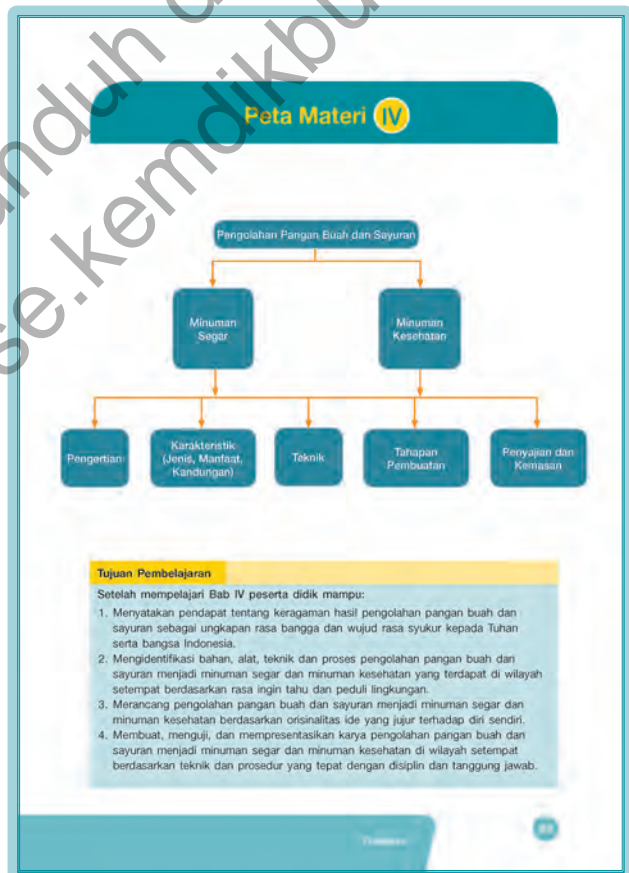 Peta Materi IV
Pengolahan Pangan Buah dan Sayuran
Minuman
Segar
Minuman
Kesehatan
Pengertian
Karakteristik
(Jenis, Manfaat,
Kandungan)
Teknik
Tahapan
Pembuatan
Penyajian dan
Kemasan
Tujuan Pembelajaran
Setelah mempelajari Bab IV peserta didik mampu:
1. Menyatakan pendapat tentang keragaman hasil pengolahan pangan buah dan
sayuran sebagai ungkapan rasa bangga dan wujud rasa syukur kepada Tuhan
serta bangsa Indonesia.
2. Mengidentifikasi bahan, alat, teknik dan proses pengolahan pangan buah dan
sayuran menjadi minuman segar dan minuman kesehatan yang terdapat di wilayah
setempat berdasarkan rasa ingin tahu dan peduli lingkungan.
3. Merancang pengolahan pangan buah dan sayuran menjadi minuman segar dan
minuman kesehatan berdasarkan orisinalitas ide yang jujur terhadap diri sendiri.
4. Membuat, menguji, dan mempresentasikan karya pengolahan pangan buah dan
sayuran menjadi minuman segar dan minuman kesehatan di wilayah setempat
berdasarkan teknik dan prosedur yang tepat dengan disiplin dan tanggung jawab.